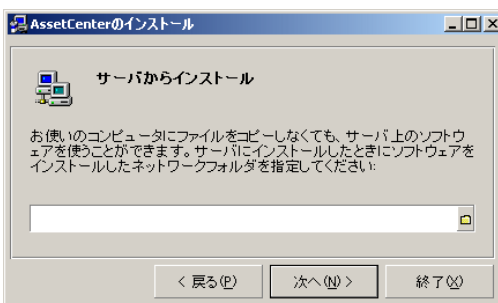 AssetCenterのインストール
サーバからインストール
お使いのコンピュータにファイルをコピーしなくても、サーバ上のソフトウ
ェアを使うことができます。サーバにインストールしたときにソフトウェアを
インストールしたネットワークフォルダを指定してください:
< 戻る(P)
次へ(N) >
終了(X)